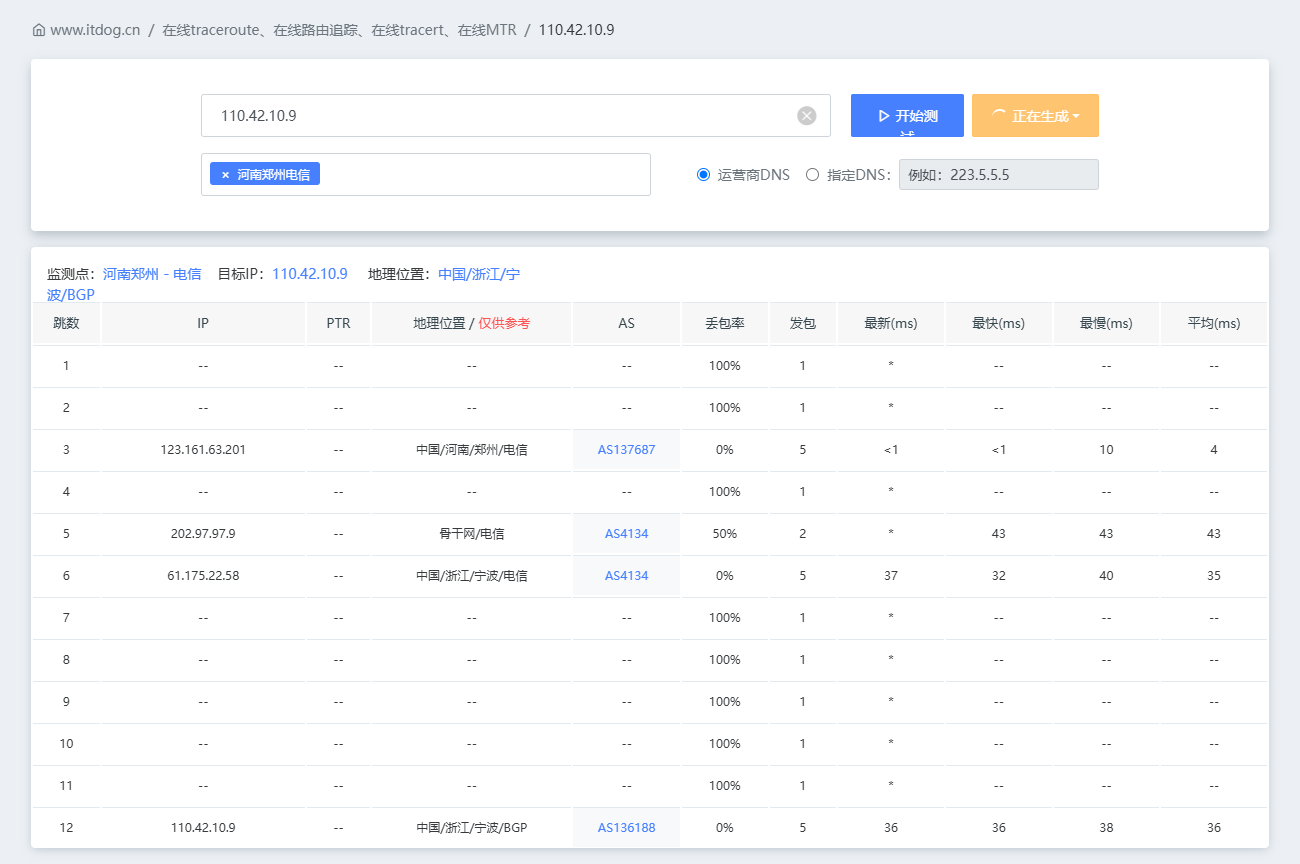 www.itdog.cn / 在线traceroute、在线路由追踪、在线tracert、在线MTR / 110.42.10.9
110.42.10.9
开始测试
正在生成
× 河南郑州电信
运营商DNS 指定DNS: 例如：223.5.5.5
监测点：河南郑州 - 电信 目标IP：110.42.10.9 地理位置：中国/浙江/宁
波/BGP
跳数 IP PTR 地理位置 / 仅供参考 AS 丢包率 发包 最新(ms) 最快(ms) 最慢(ms) 平均(ms)
1 -- -- -- -- 100% 1 * -- -- --
2 -- -- -- -- 100% 1 * -- -- --
3 123.161.63.201 -- 中国/河南/郑州/电信 AS137687 0% 5 <1 <1 10 4
4 -- -- -- -- 100% 1 * -- -- --
5 202.97.97.9 -- 骨干网/电信 AS4134 50% 2 * 43 43 43
6 61.175.22.58 -- 中国/浙江/宁波/电信 AS4134 0% 5 37 32 40 35
7 -- -- -- -- 100% 1 * -- -- --
8 -- -- -- -- 100% 1 * -- -- --
9 -- -- -- -- 100% 1 * -- -- --
10 -- -- -- -- 100% 1 * -- -- --
11 -- -- -- -- 100% 1 * -- -- --
12 110.42.10.9 -- 中国/浙江/宁波/BGP AS136188 0% 5 36 36 38 36